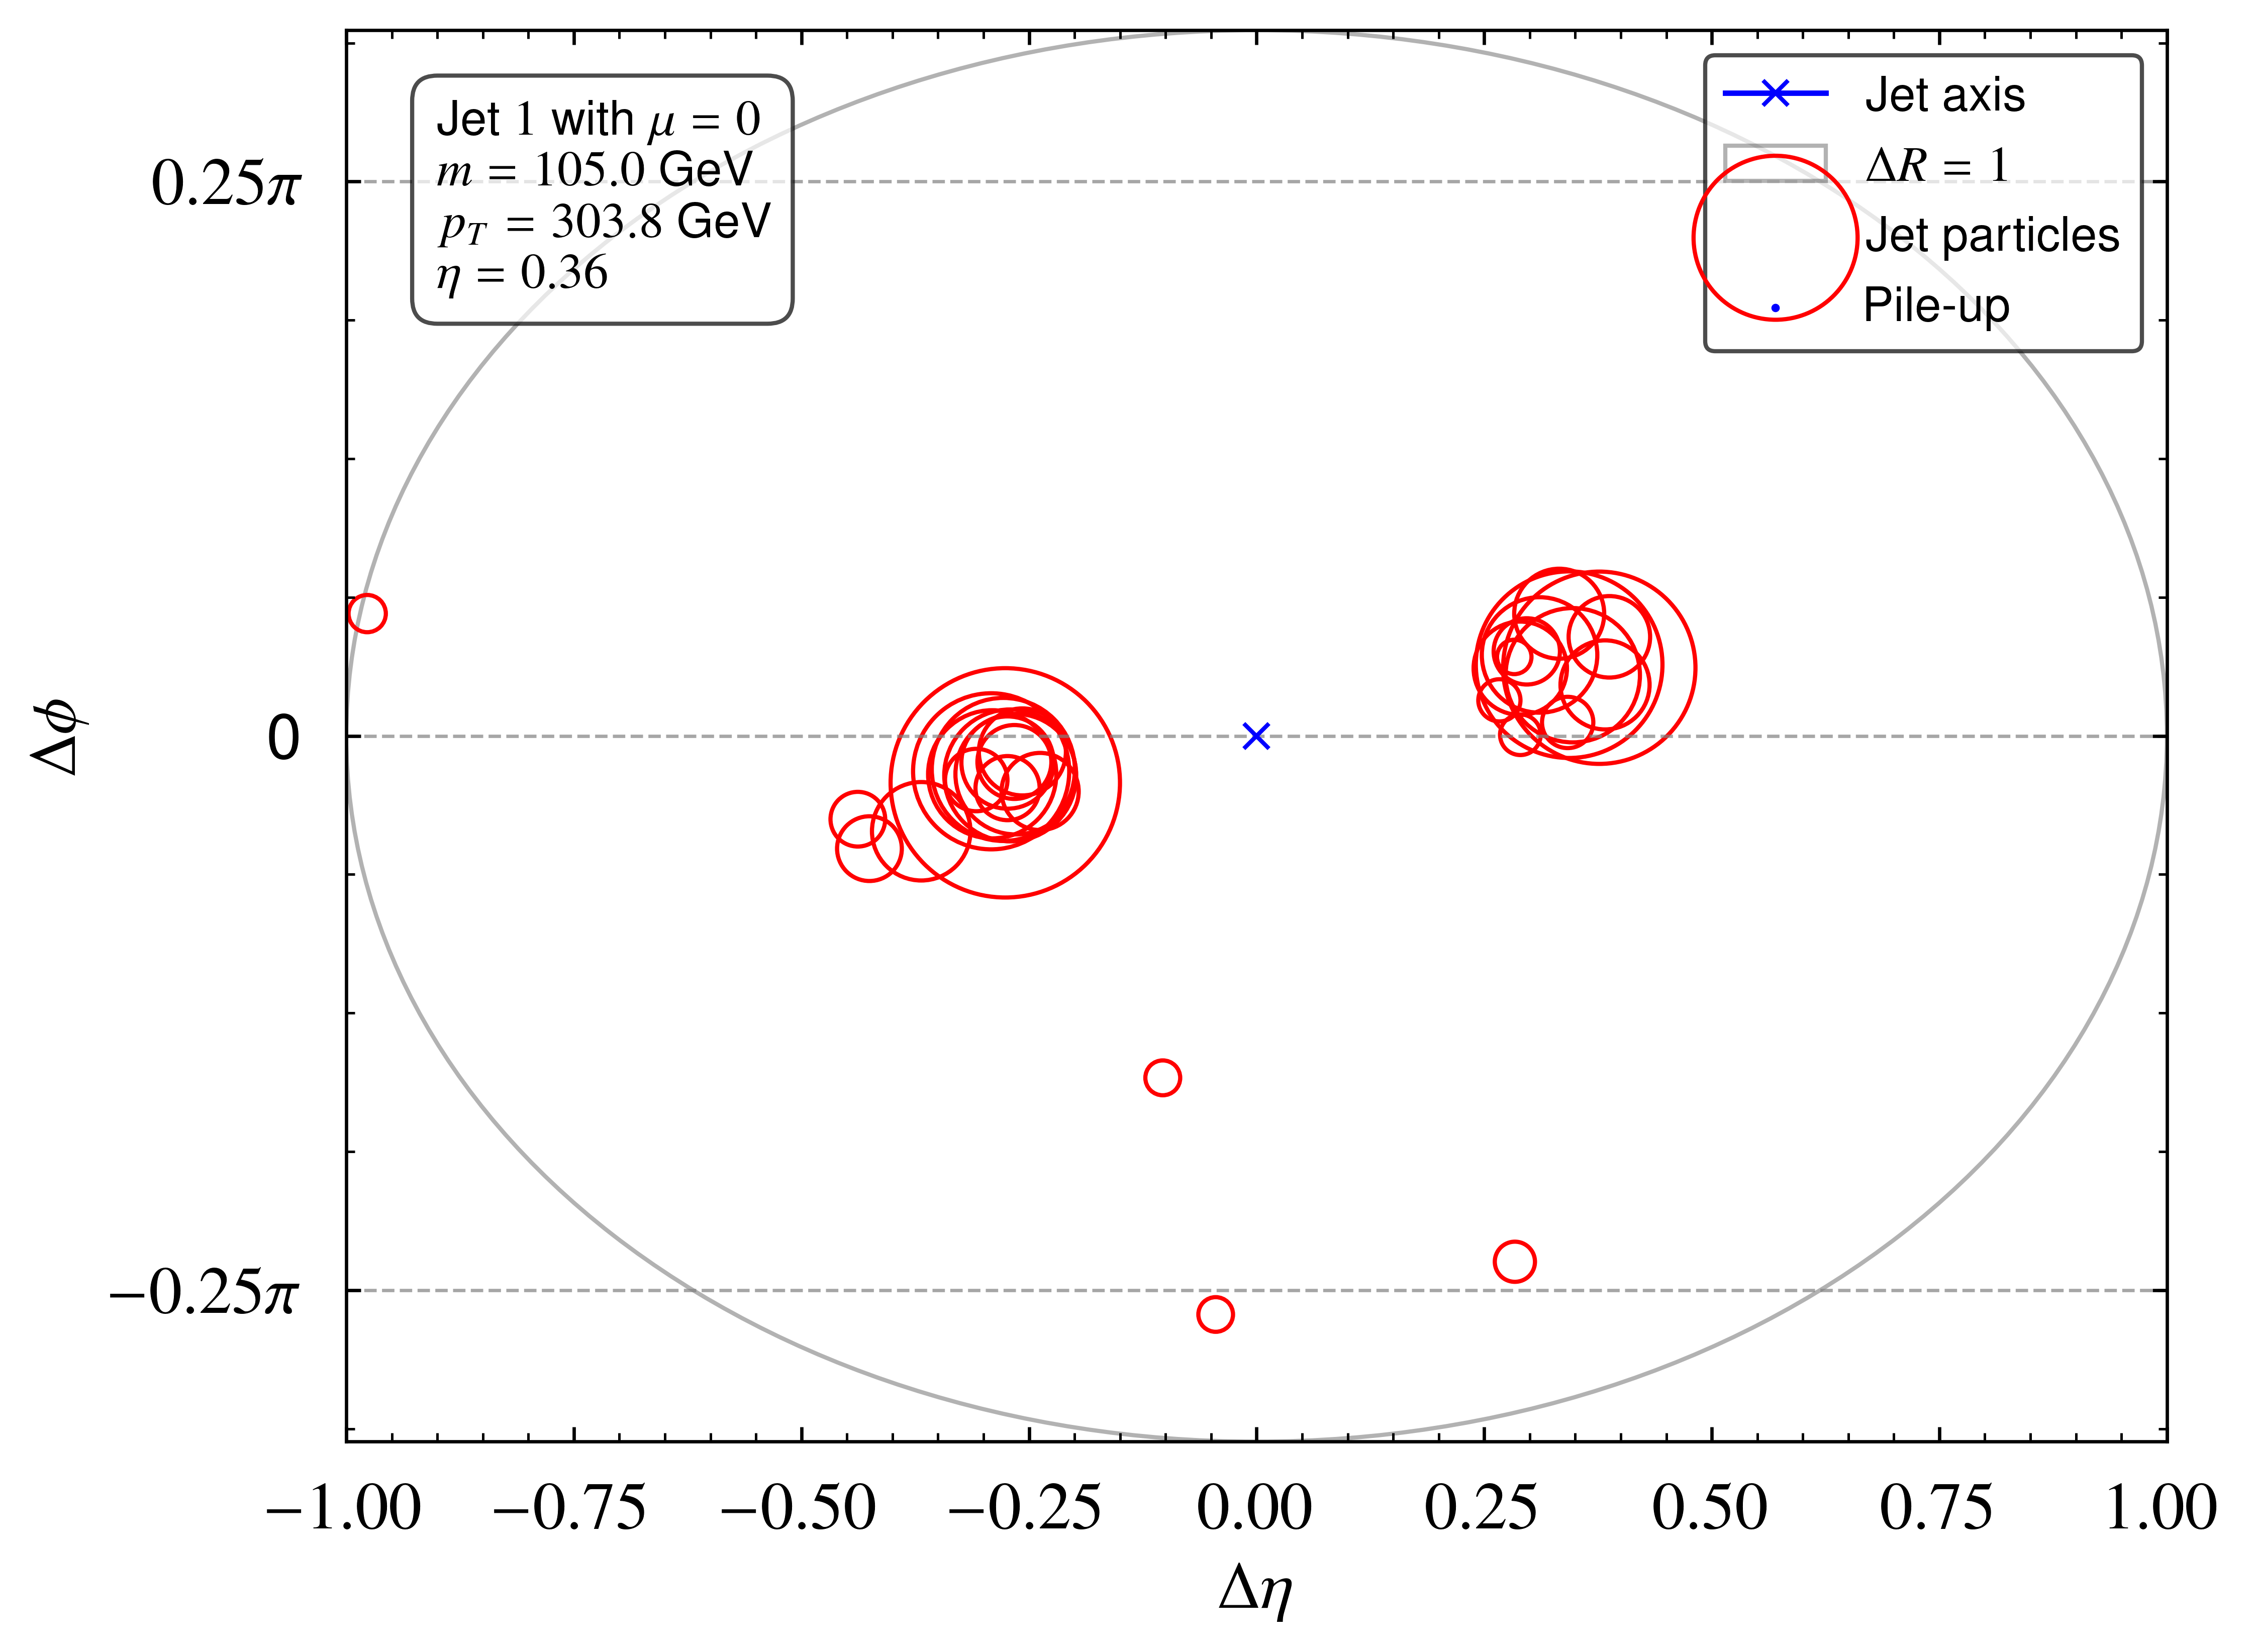 Jet 1 with μ = 0
m = 105.0 GeV
p_T = 303.8 GeV
η = 0.36
Jet axis
ΔR = 1
Jet particles
Pile-up
0.25π
0
−0.25π
Δϕ
−1.00 −0.75 −0.50 −0.25 0.00 0.25 0.50 0.75 1.00
Δη